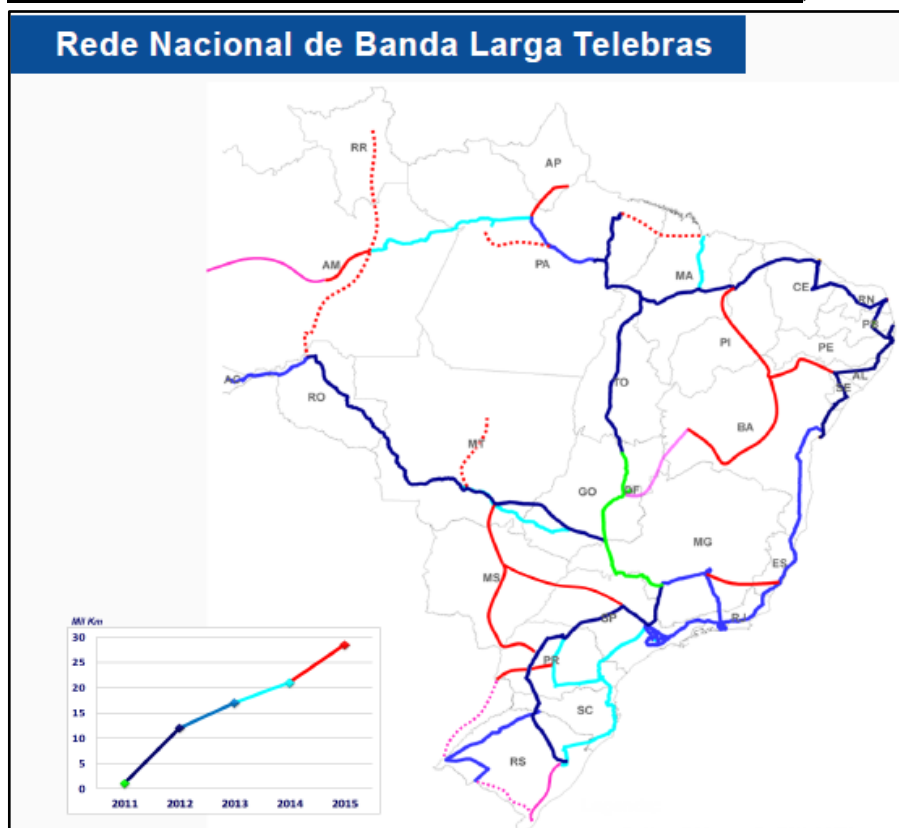 Rede Nacional de Banda Larga Telebras
RR
AP
AM
PA
MA
CE
RN
PB
PI
PE
AC
TO
AL
SE
RO
BA
MT
GO
DF
MG
ES
MS
SP
RJ
PR
SC
RS
Mil Km
30
25
20
15
10
5
0
2011
2012
2013
2014
2015